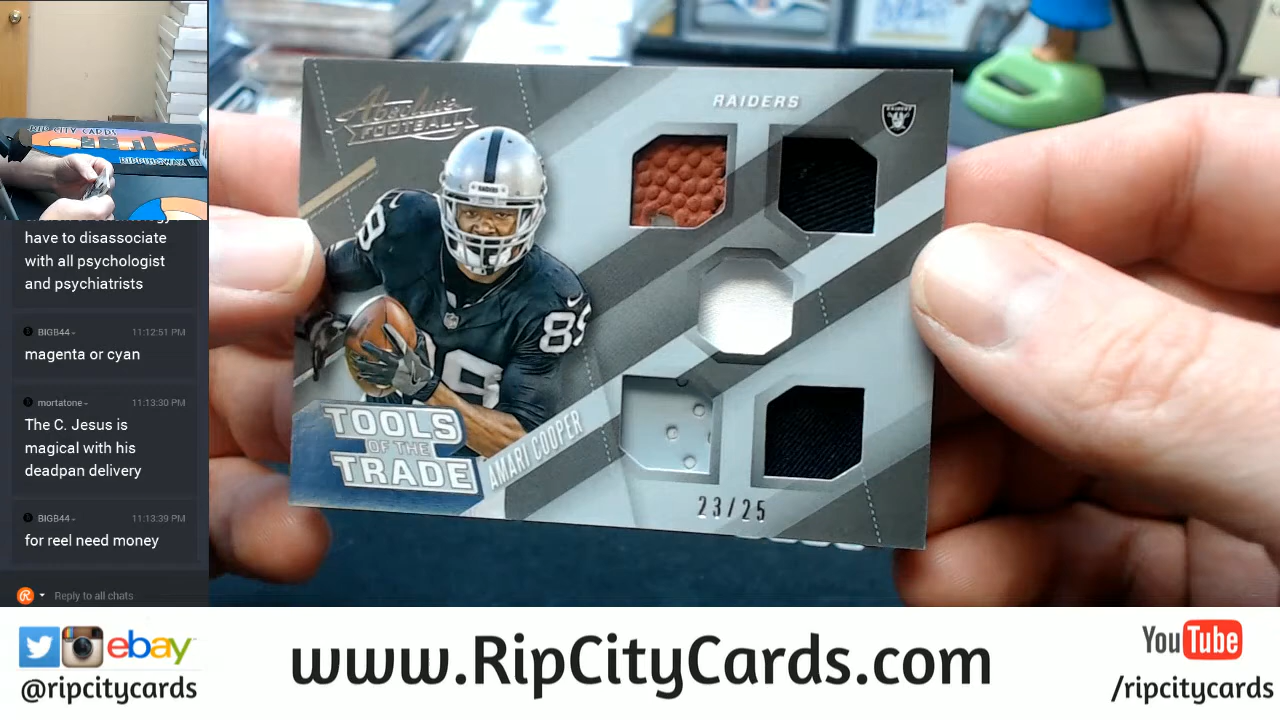 RIP CITY CARDS
have to disassociate
with all psychologist
and psychiatrists
BIGB44
11:12:51 PM
magenta or cyan
mortatone
11:13:30 PM
The C. Jesus is
magical with his
deadpan delivery
BIGB44
11:13:39 PM
for reel need money
Reply to all chats
Absolute
FOOTBALL
RAIDERS
RAIDERS
RAIDERS
89
89
TOOLS
OF THE
TRADE
AMARI COOPER
23/25
ebay
@ripcitycards
www.RipCityCards.com
YouTube
/ripcitycards